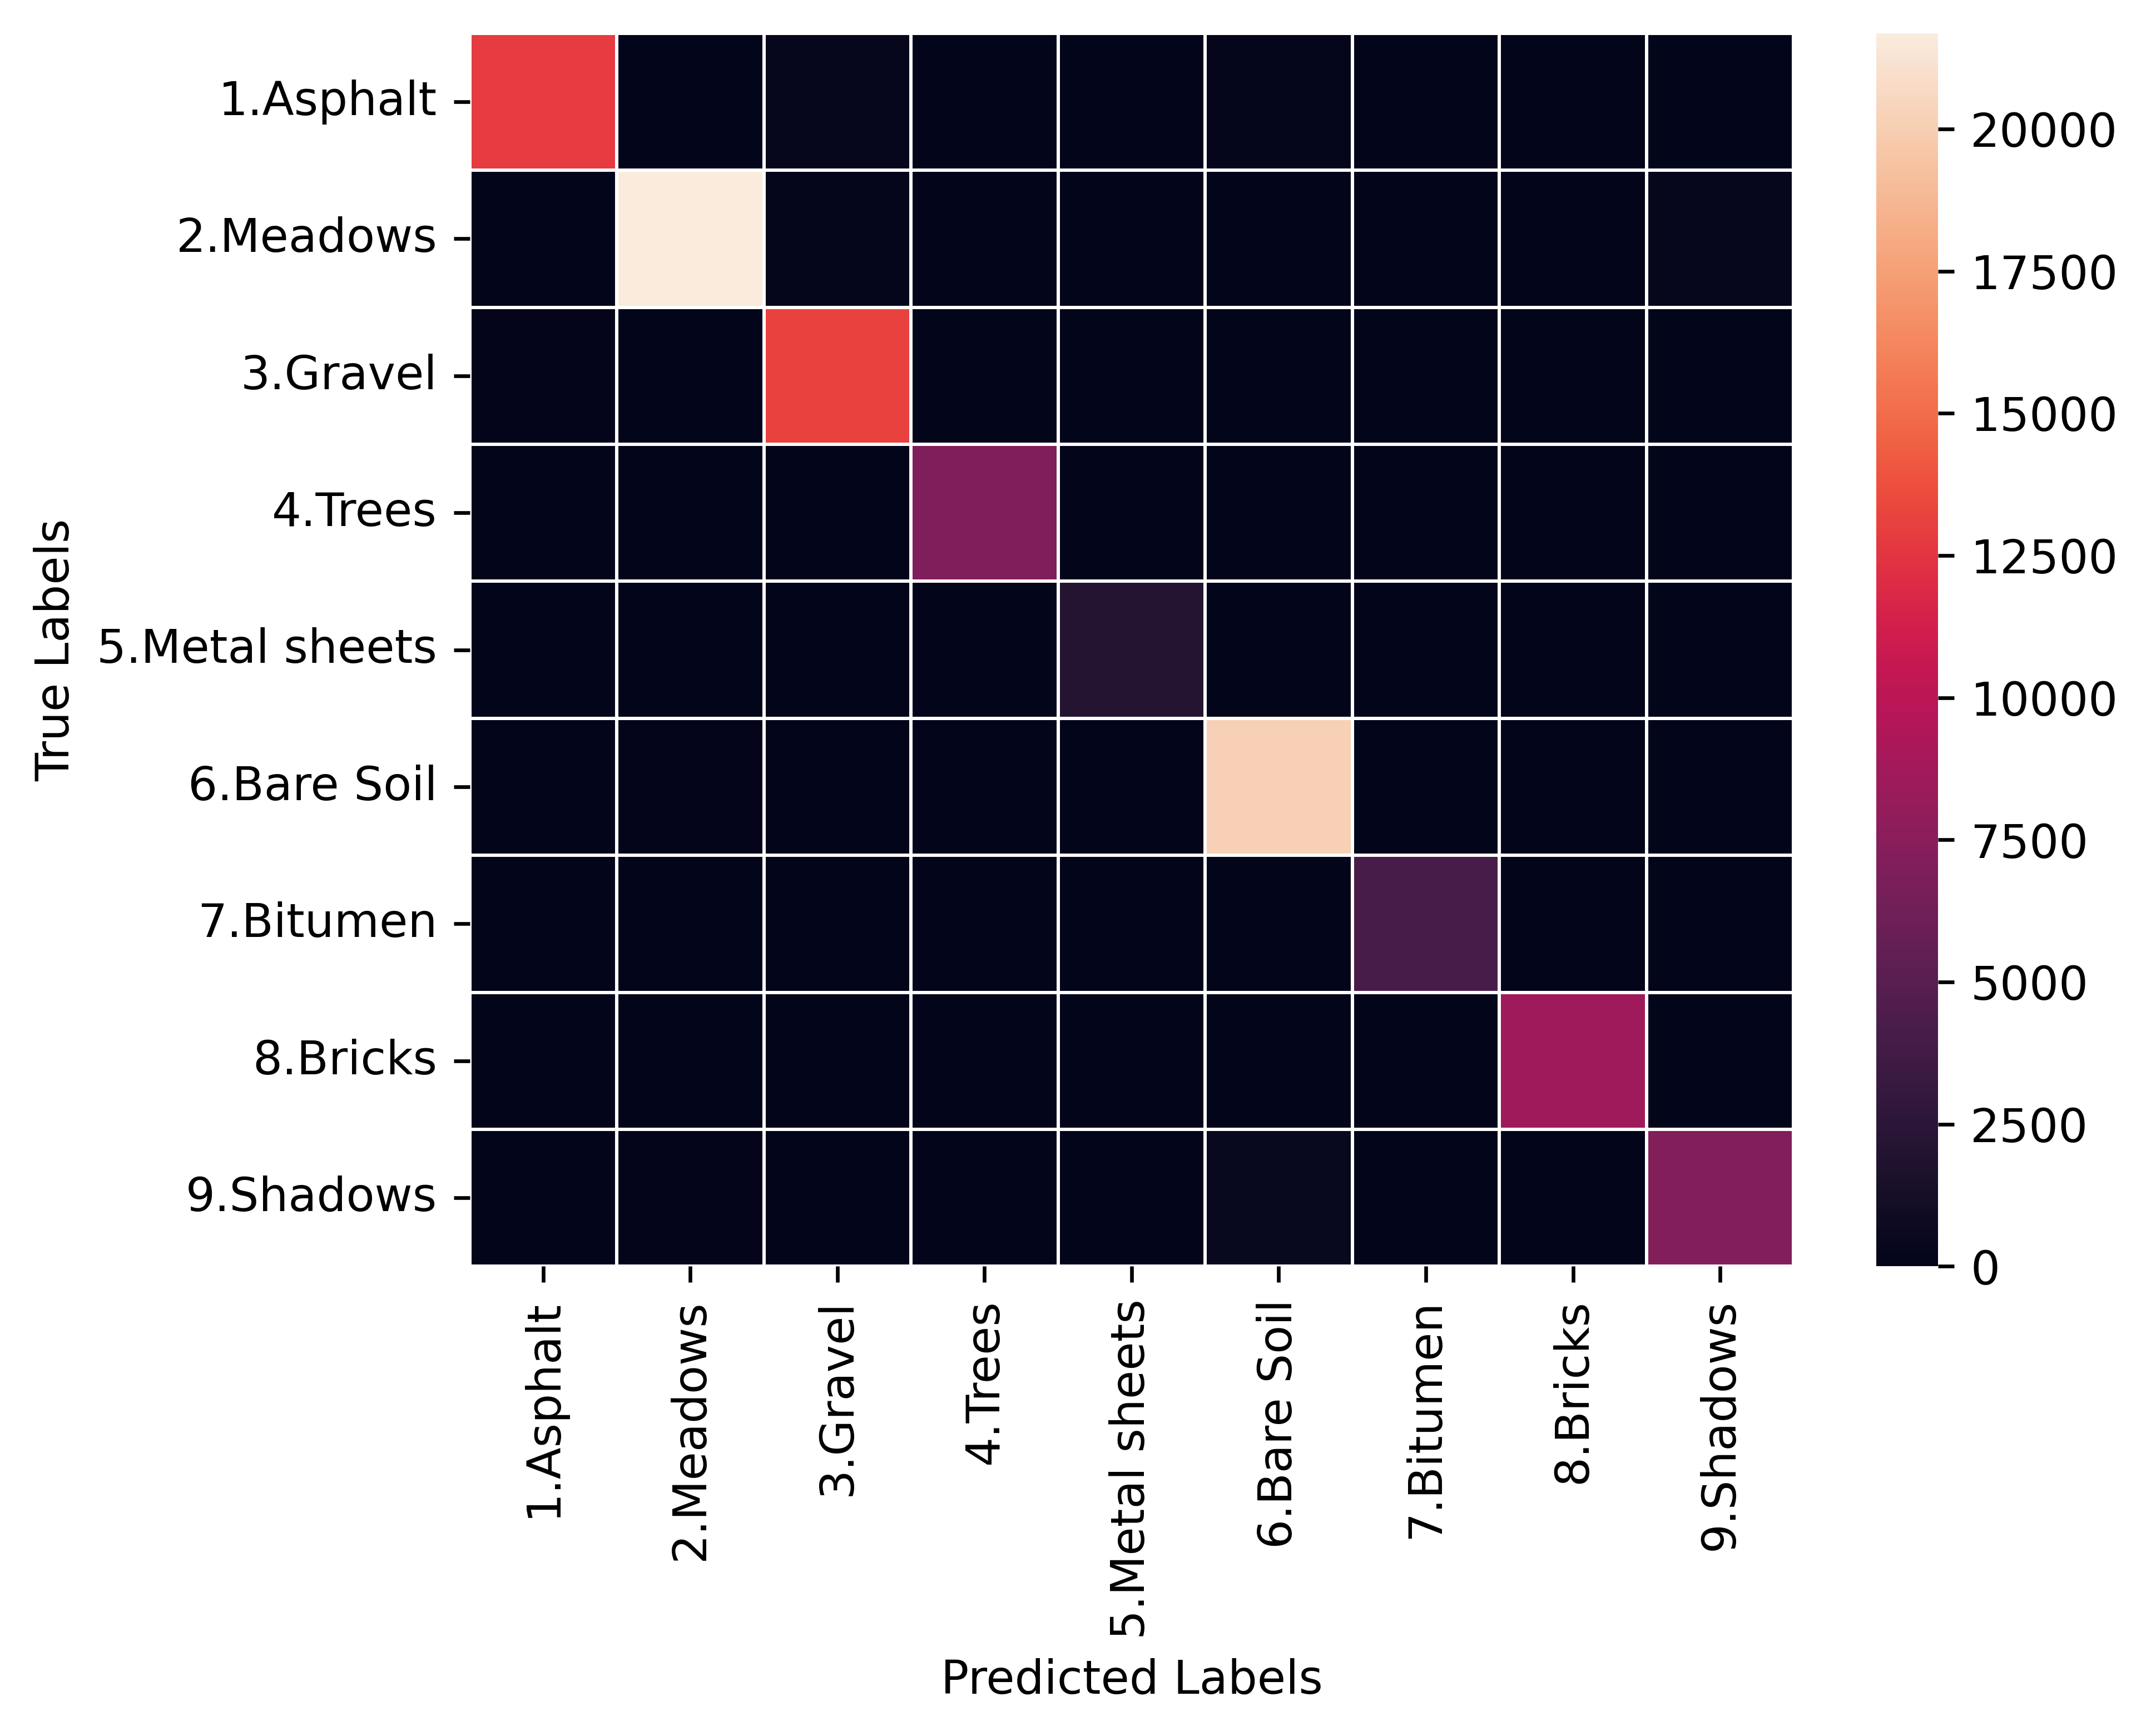 True Labels
1.Asphalt
2.Meadows
3.Gravel
4.Trees
5.Metal sheets
6.Bare Soil
7.Bitumen
8.Bricks
9.Shadows
1.Asphalt
2.Meadows
3.Gravel
4.Trees
5.Metal sheets
6.Bare Soil
7.Bitumen
8.Bricks
9.Shadows
Predicted Labels
20000
17500
15000
12500
10000
7500
5000
2500
0